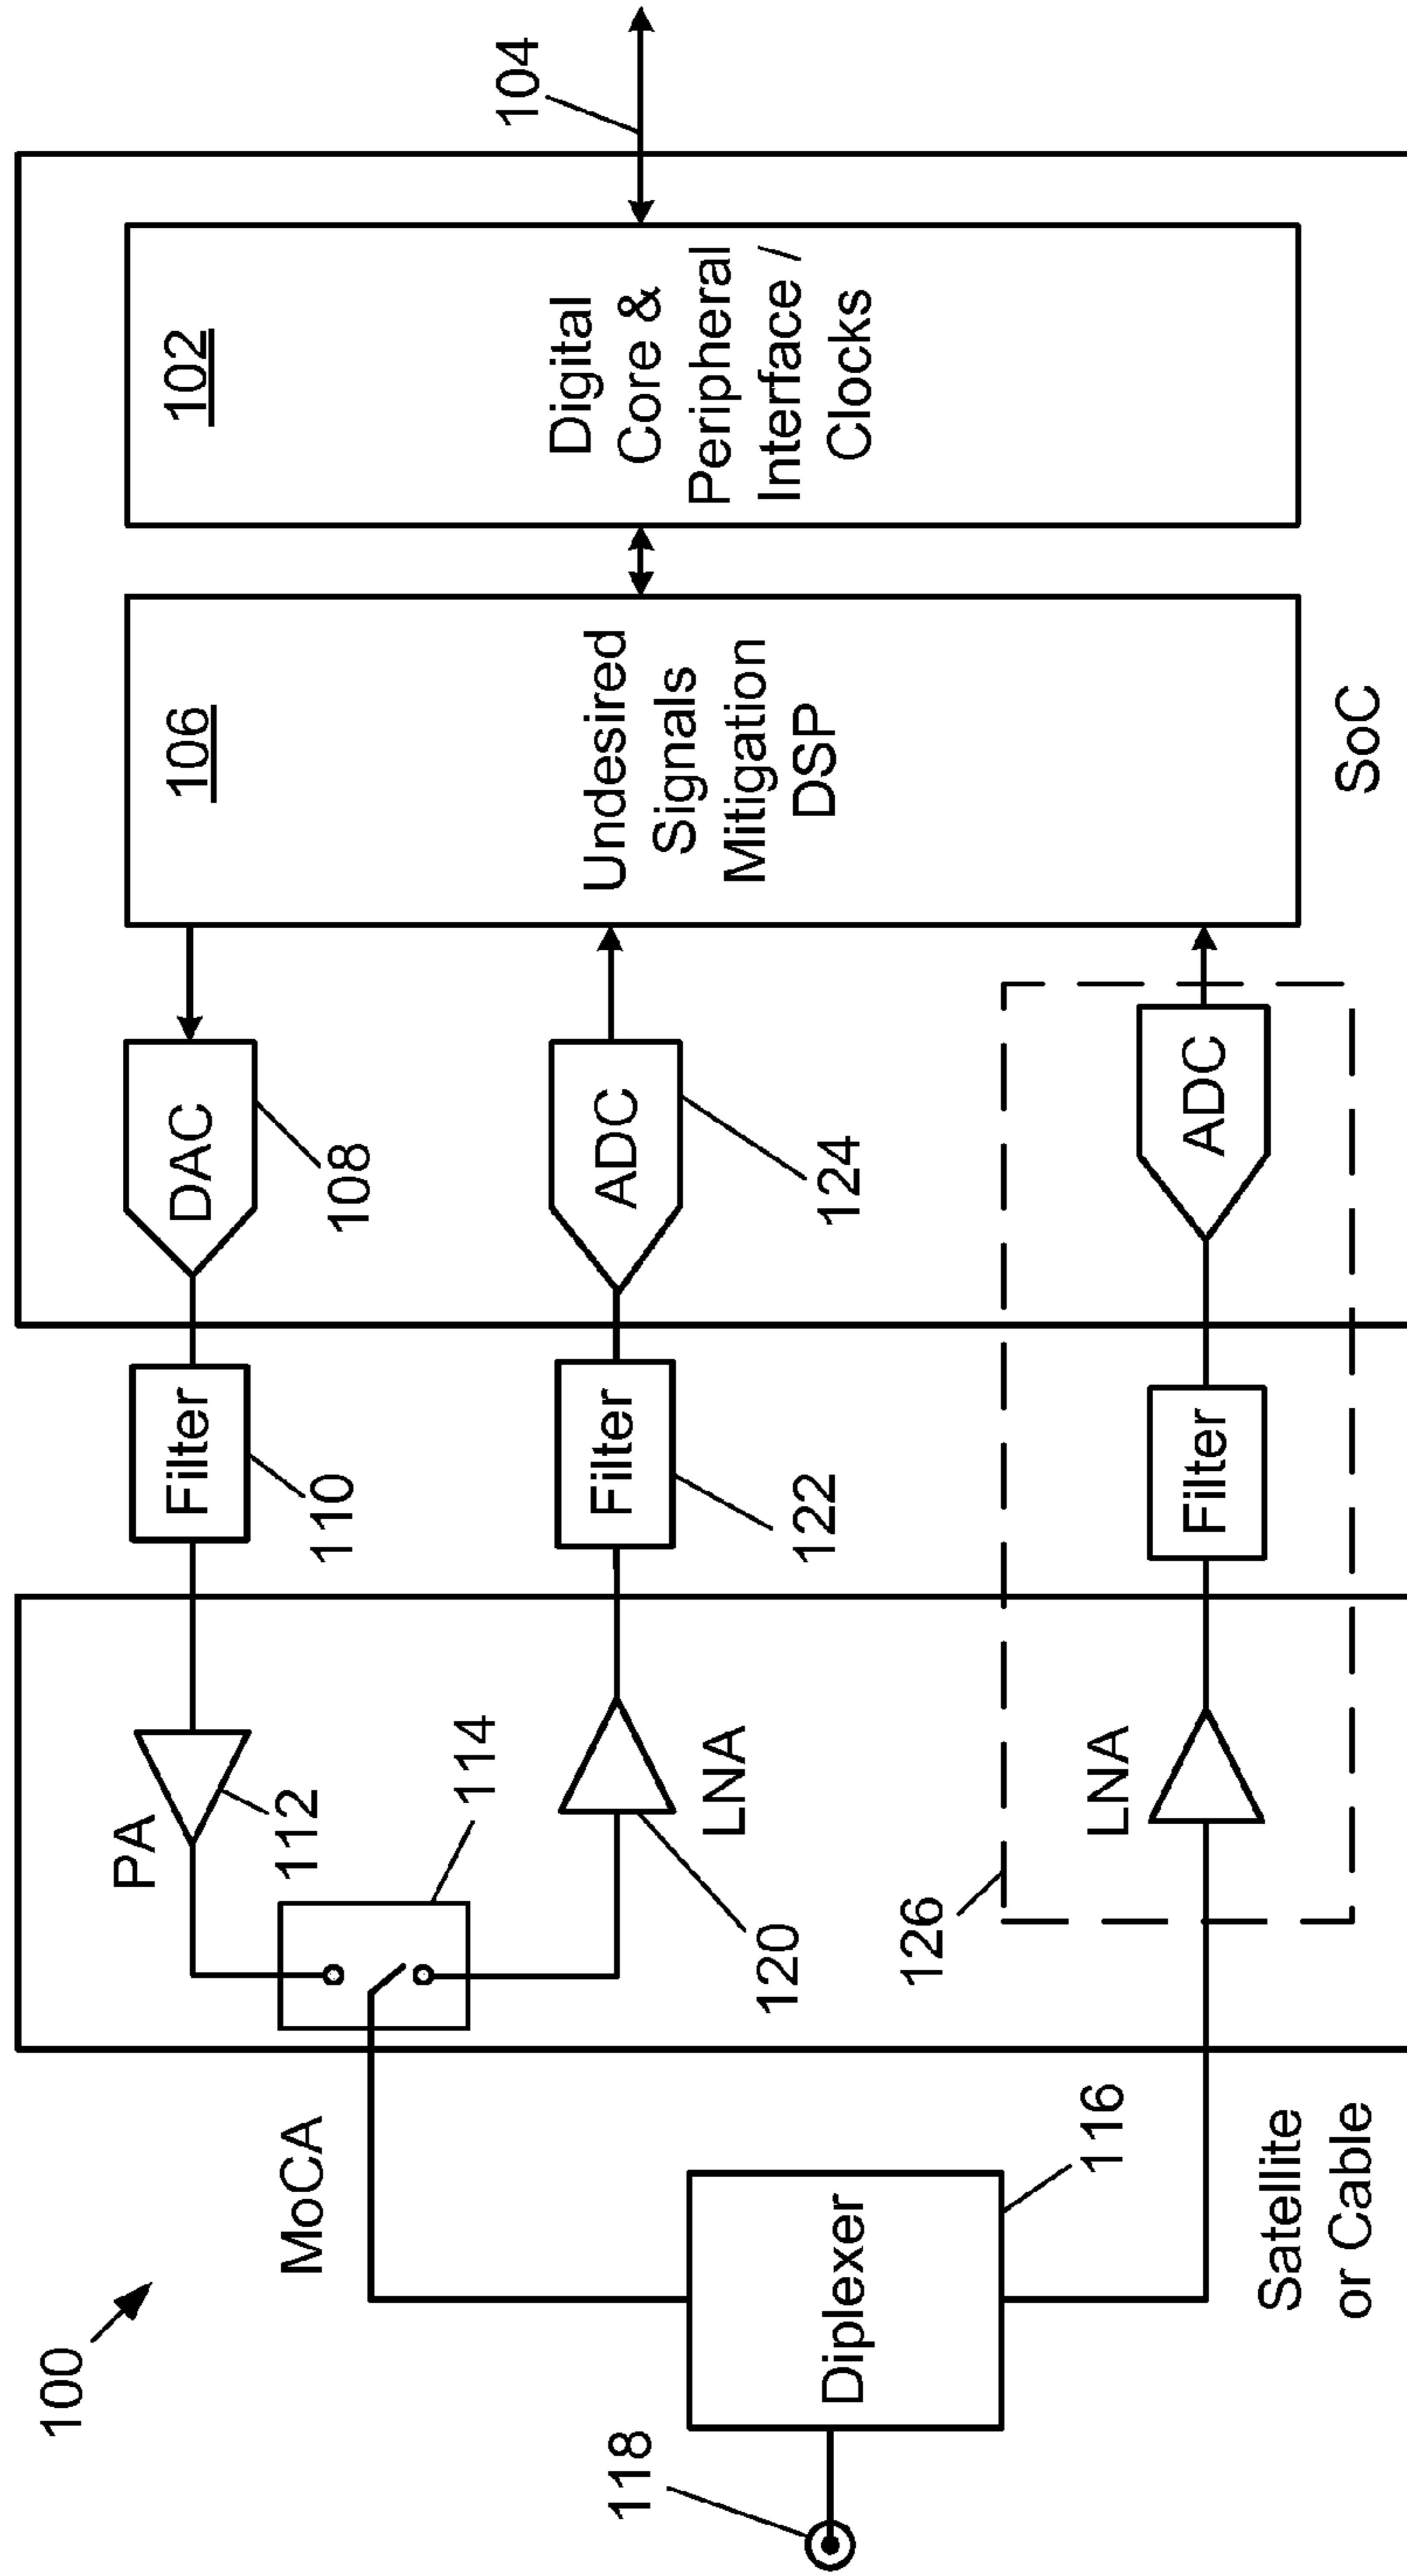 100
118
Diplexer
116
MoCA
Satellite
or Cable
PA
112
114
120
LNA
126
LNA
Filter
110
Filter
122
Filter
DAC
108
ADC
124
ADC
106
Undesired
Signals
Mitigation
DSP
SoC
102
Digital
Core &
Peripheral
Interface /
Clocks
104